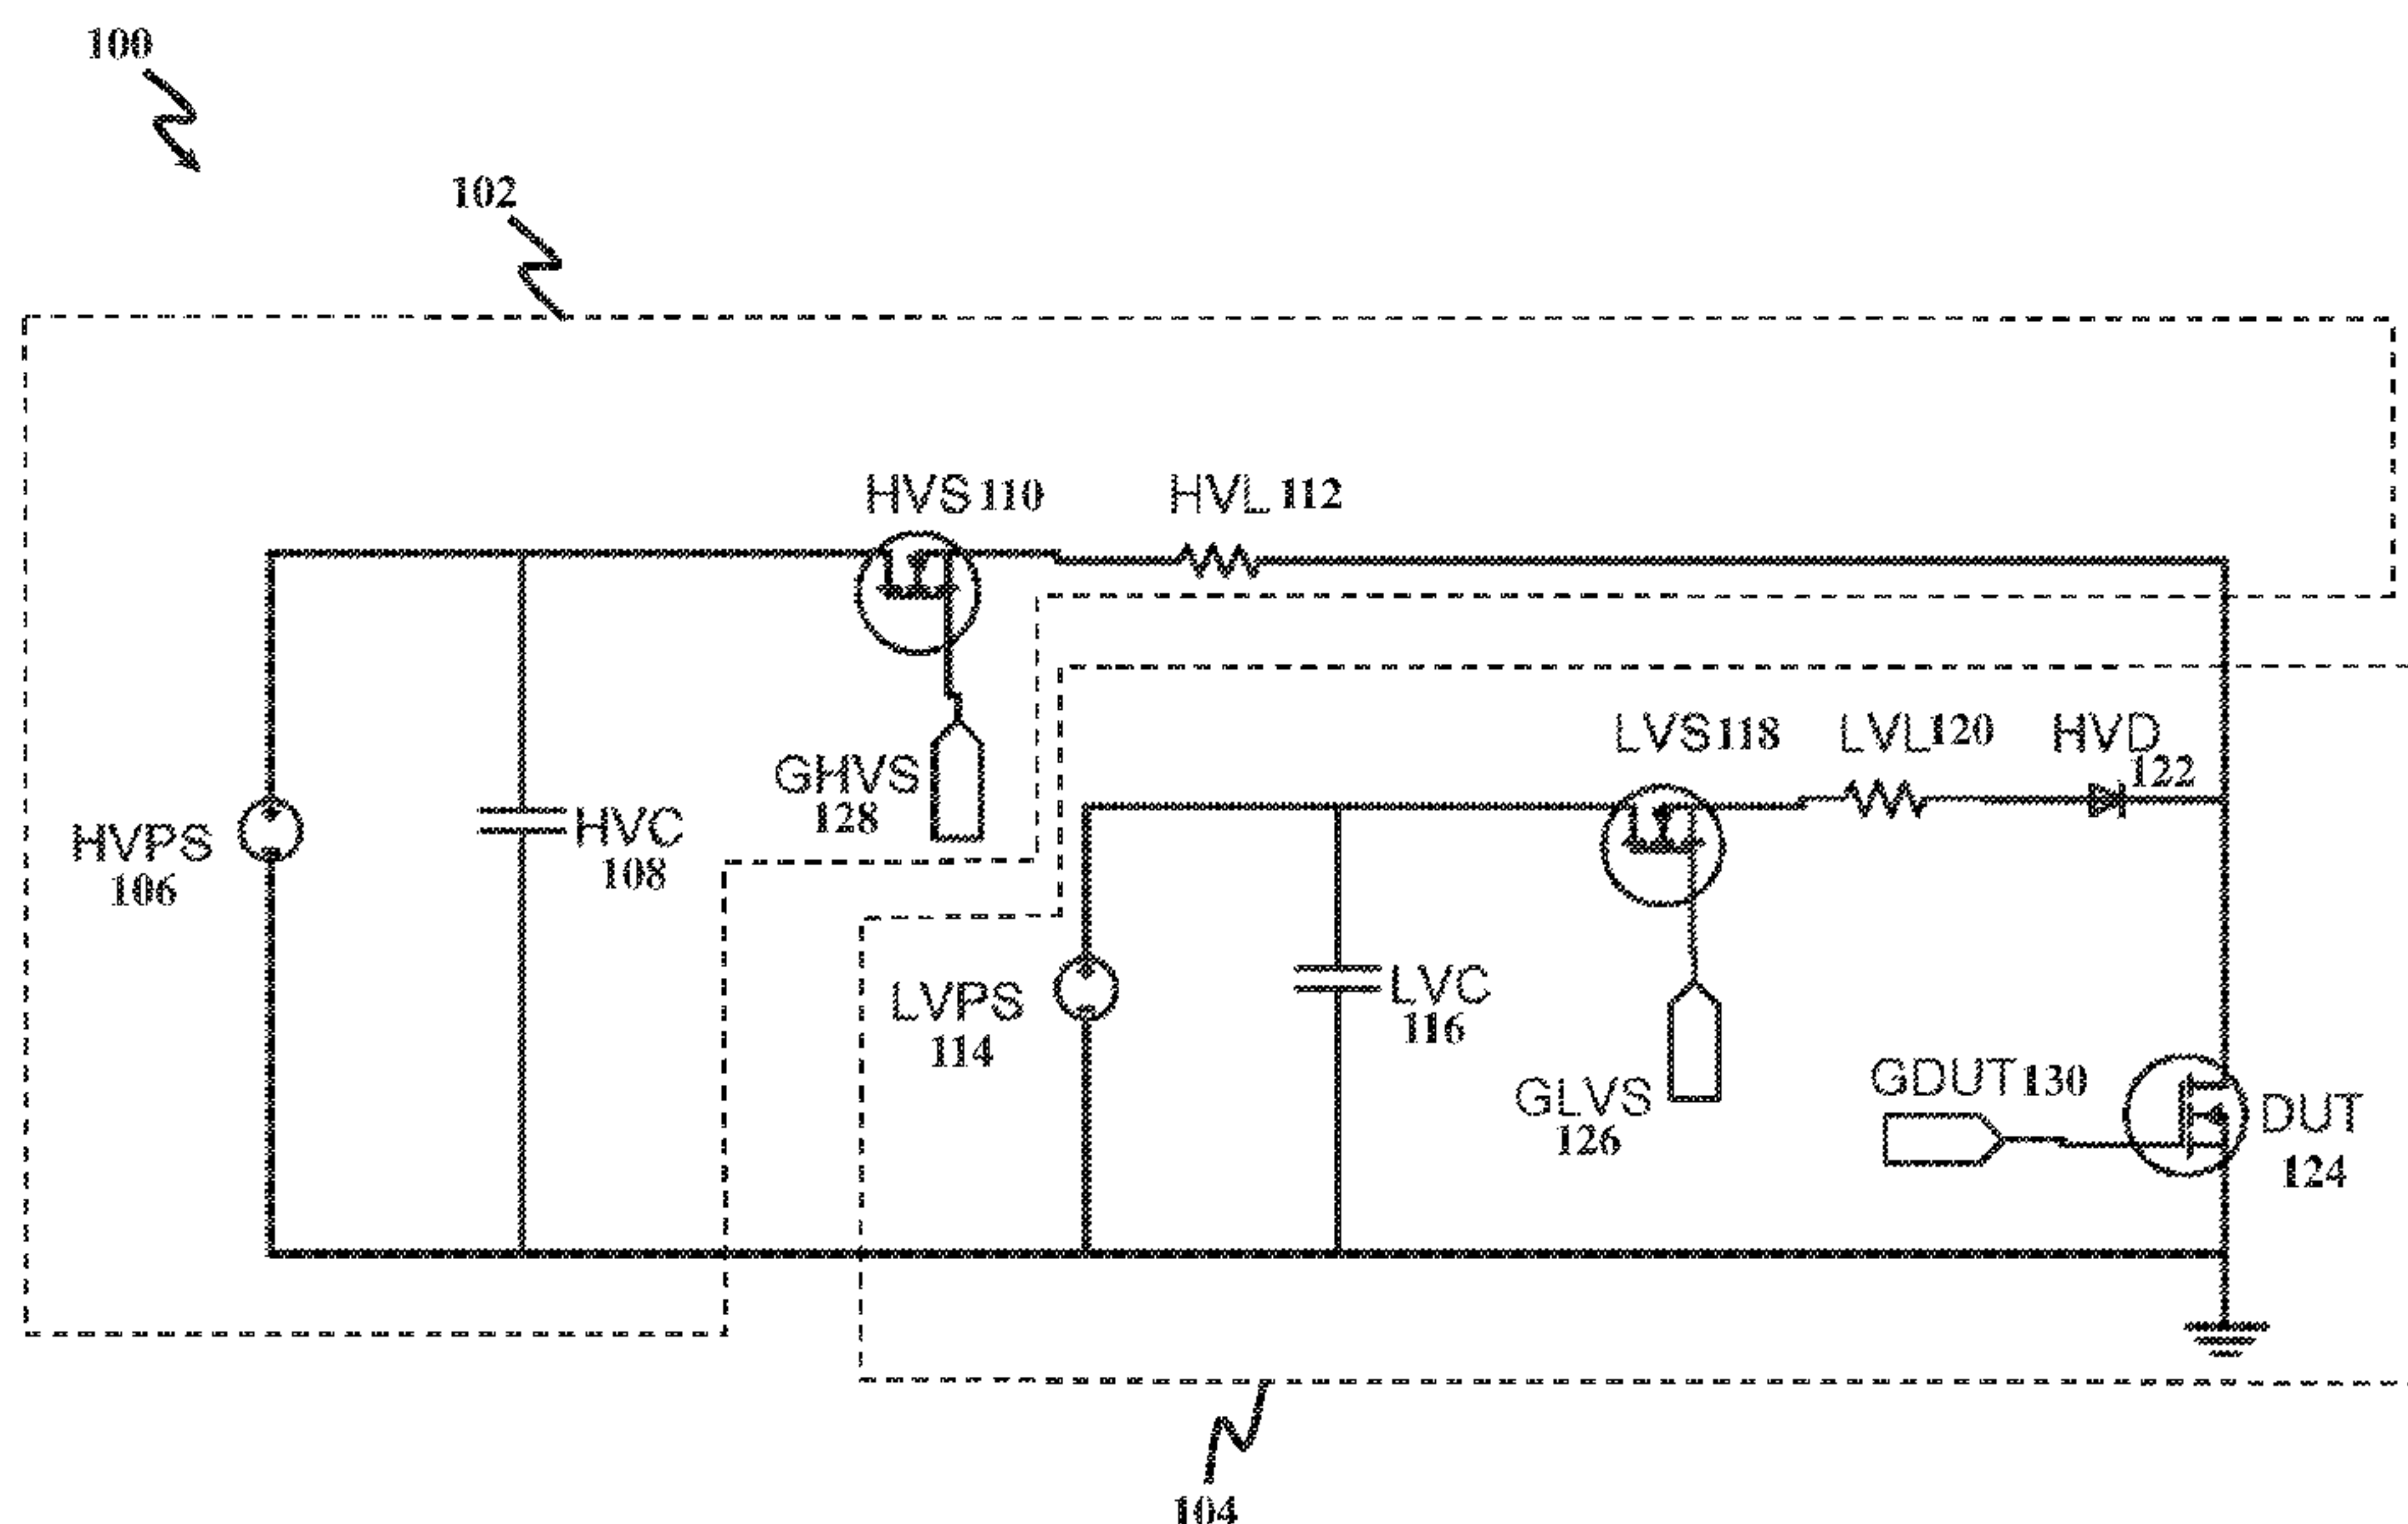 100
102
HVS 110
HVL 112
LVS 118
LVL 120
HVD
122
GHVS
128
HVPS
106
HVC
108
LVPS
114
LVC
116
GLVS
126
GDUT 130
DUT
124
104